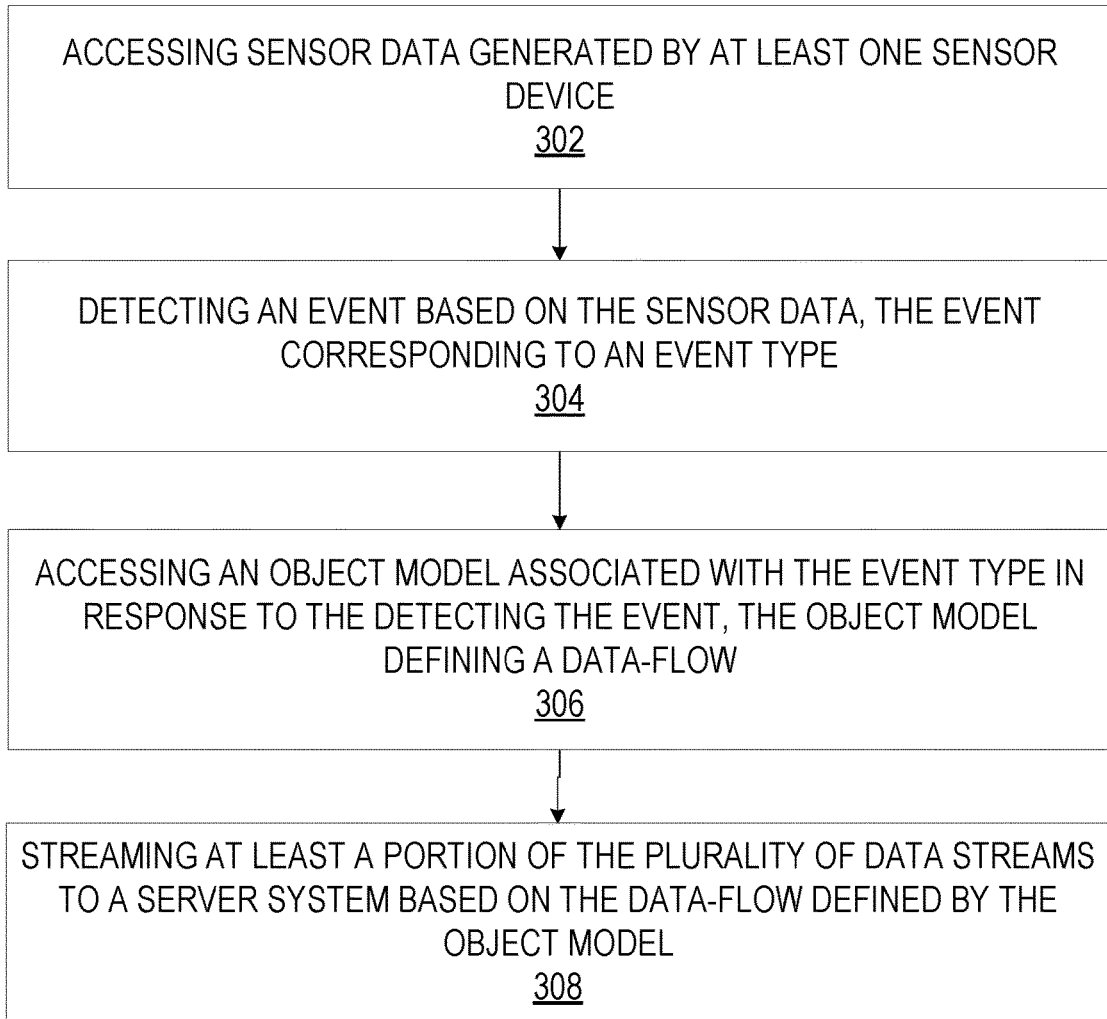 ACCESSING SENSOR DATA GENERATED BY AT LEAST ONE SENSOR
DEVICE
302
DETECTING AN EVENT BASED ON THE SENSOR DATA, THE EVENT
CORRESPONDING TO AN EVENT TYPE
304
ACCESSING AN OBJECT MODEL ASSOCIATED WITH THE EVENT TYPE IN
RESPONSE TO THE DETECTING THE EVENT, THE OBJECT MODEL
DEFINING A DATA-FLOW
306
STREAMING AT LEAST A PORTION OF THE PLURALITY OF DATA STREAMS
TO A SERVER SYSTEM BASED ON THE DATA-FLOW DEFINED BY THE
OBJECT MODEL
308